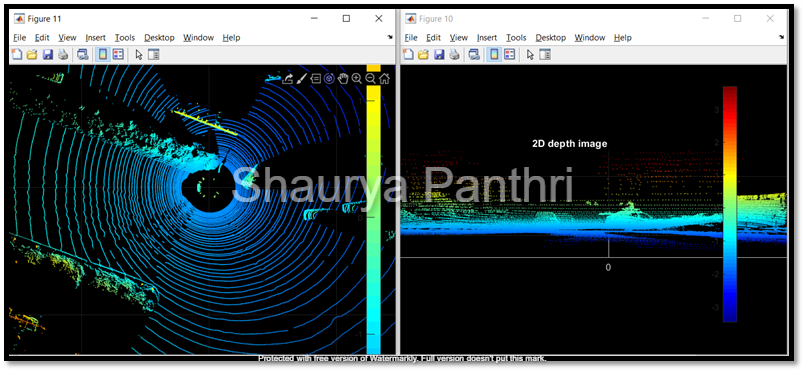 Figure 11
File Edit View Insert Tools Desktop Window Help
Figure 10
File Edit View Insert Tools Desktop Window Help
2D depth image
0
Shaurya Panthri
Protected with free version of Watermarkly. Full version doesn't put this mark.